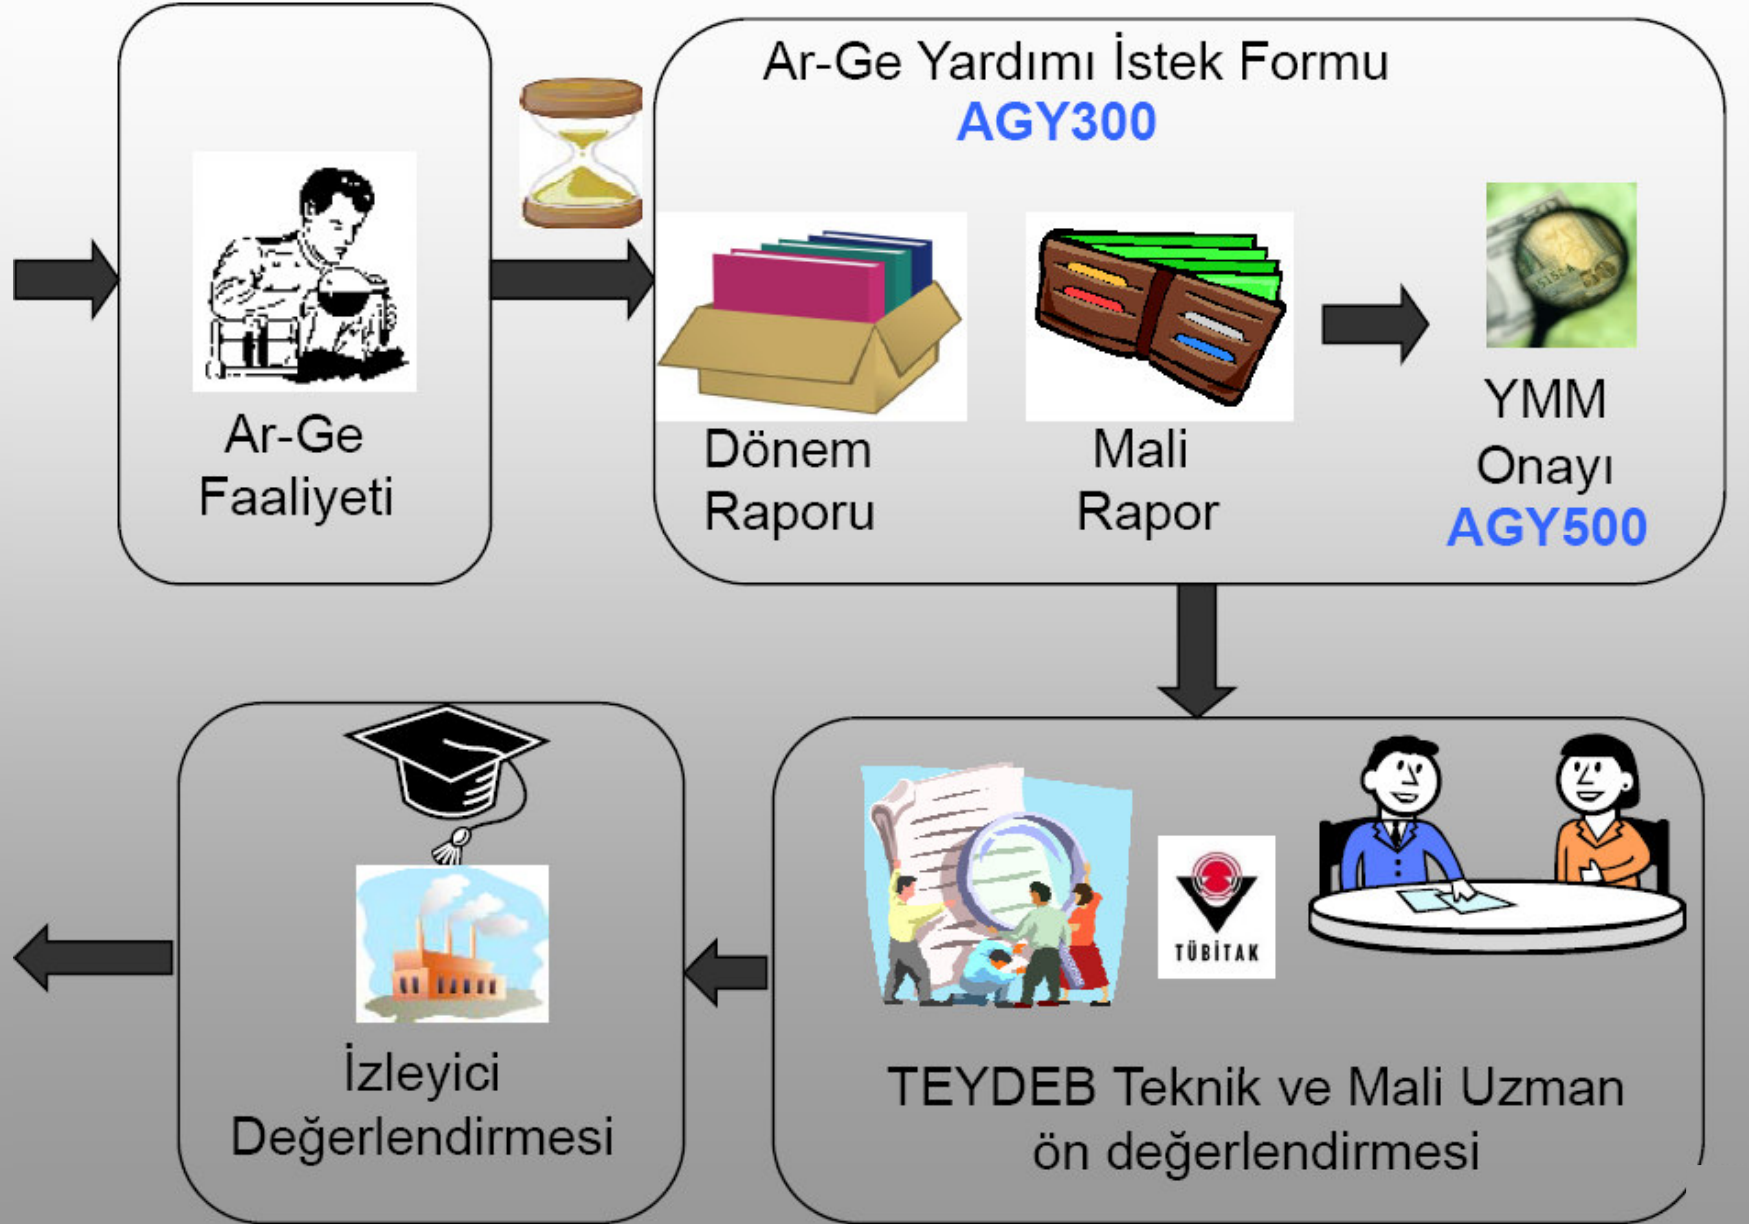 Ar-Ge
Faaliyeti
Ar-Ge Yardımı İstek Formu
AGY300
Dönem
Raporu
Mali
Rapor
YMM
Onayı
AGY500
TÜBİTAK
TEYDEB Teknik ve Mali Uzman
ön değerlendirmesi
İzleyici
Değerlendirmesi